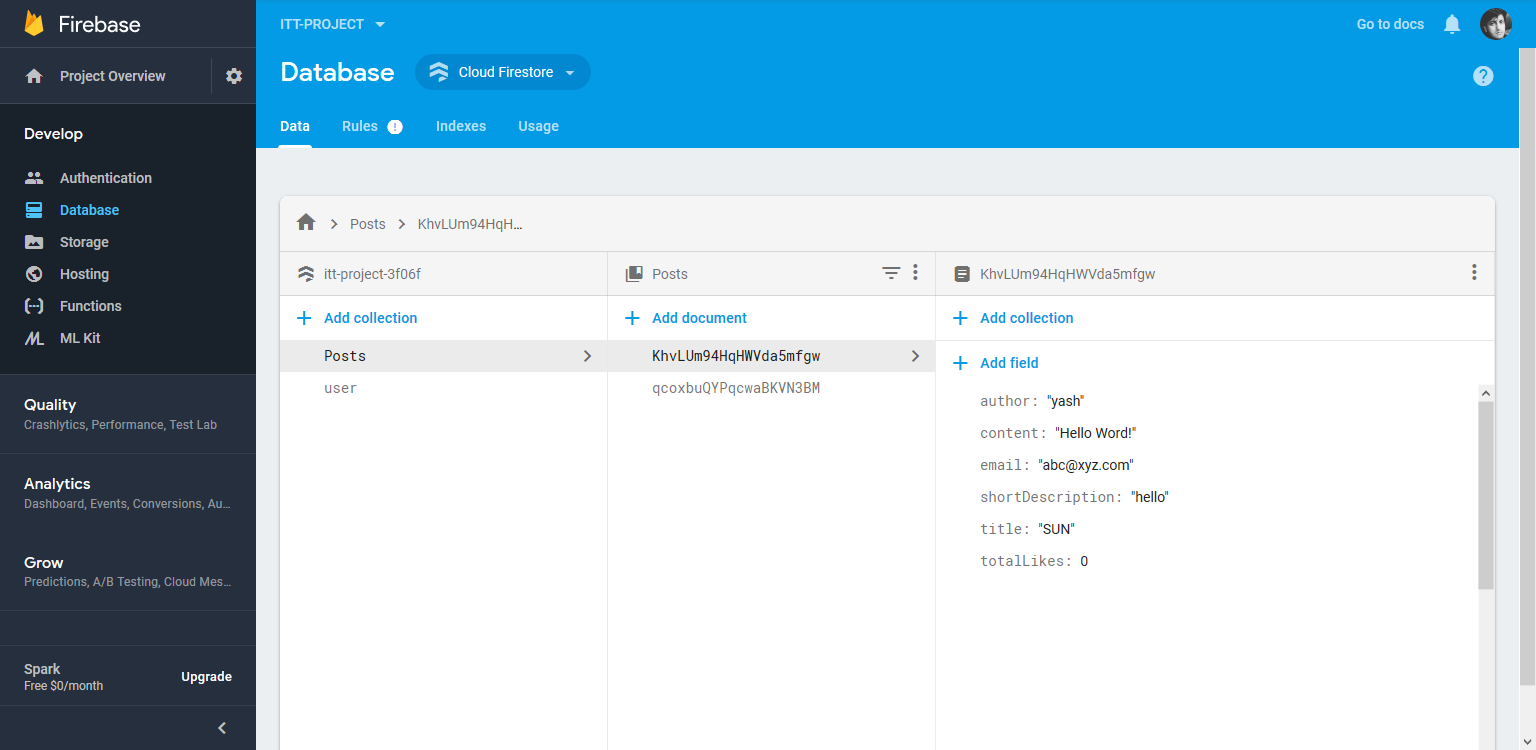 Firebase
Project Overview
Develop
Authentication
Database
Storage
Hosting
Functions
ML Kit
Quality
Crashlytics, Performance, Test Lab
Analytics
Dashboard, Events, Conversions, Au...
Grow
Predictions, A/B Testing, Cloud Mes...
Spark
Free $0/month
Upgrade
ITT-PROJECT
Go to docs
Database
Cloud Firestore
?
Data
Rules
!
Indexes
Usage
Posts
KhvLUm94HqH...
itt-project-3f06f
Posts
KhvLUm94HqHWVda5mfgw
Add collection
Add document
Add collection
Posts
KhvLUm94HqHWVda5mfgw
Add field
user
qcoxbuQYPqcwaBKVN3BM
author: "yash"
content: "Hello Word!"
email: "abc@xyz.com"
shortDescription: "hello"
title: "SUN"
totalLikes: 0